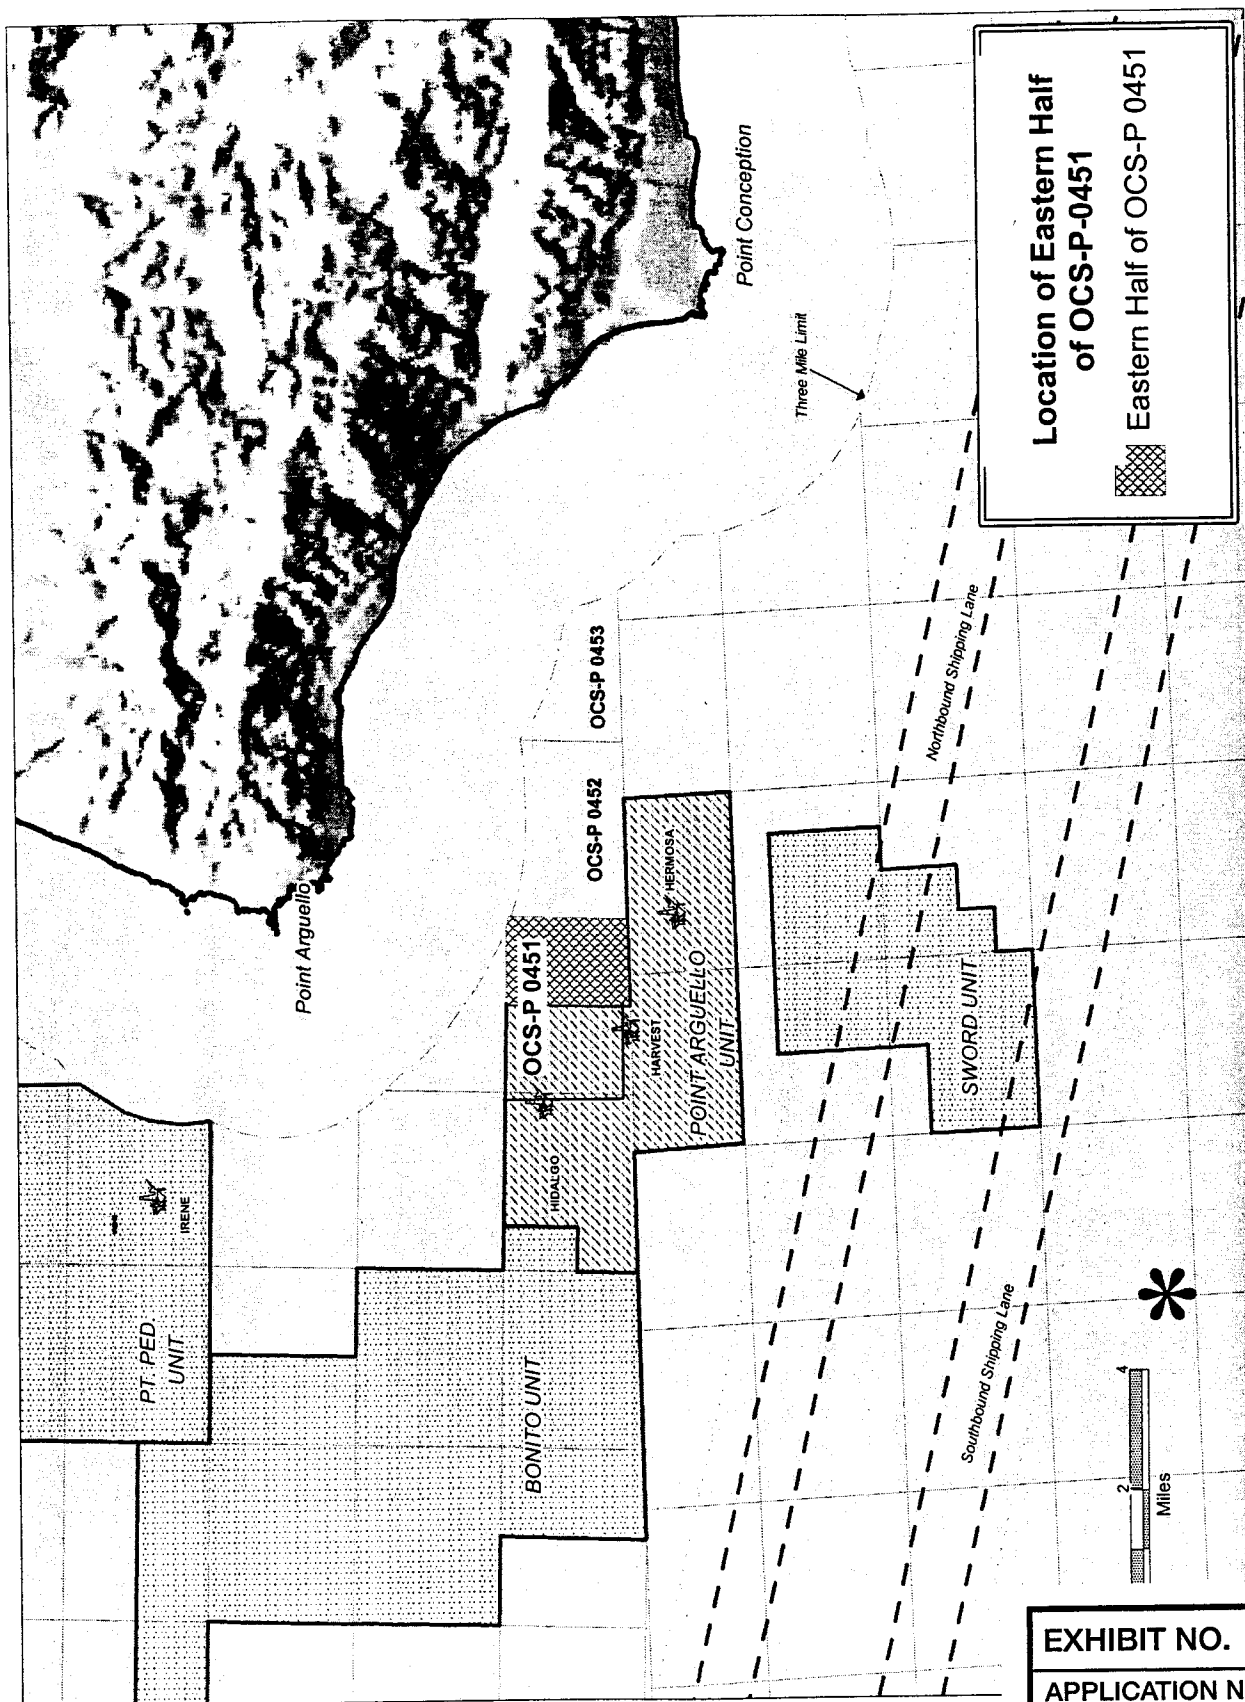 Location of Eastern Half
of OCS-P-0451
Eastern Half of OCS-P 0451
Point Conception
Three Mile Limit
Point Arguello
OCS-P 0453
OCS-P 0452
OCS-P 0451
HERMOSA
HARVEST
HIDALGO
POINT ARGUELLO
UNIT
Northbound Shipping Lane
SWORD UNIT
IRENE
PT. PED.
UNIT
BONITO UNIT
Southbound Shipping Lane
2
4
Miles
EXHIBIT NO.
APPLICATION N